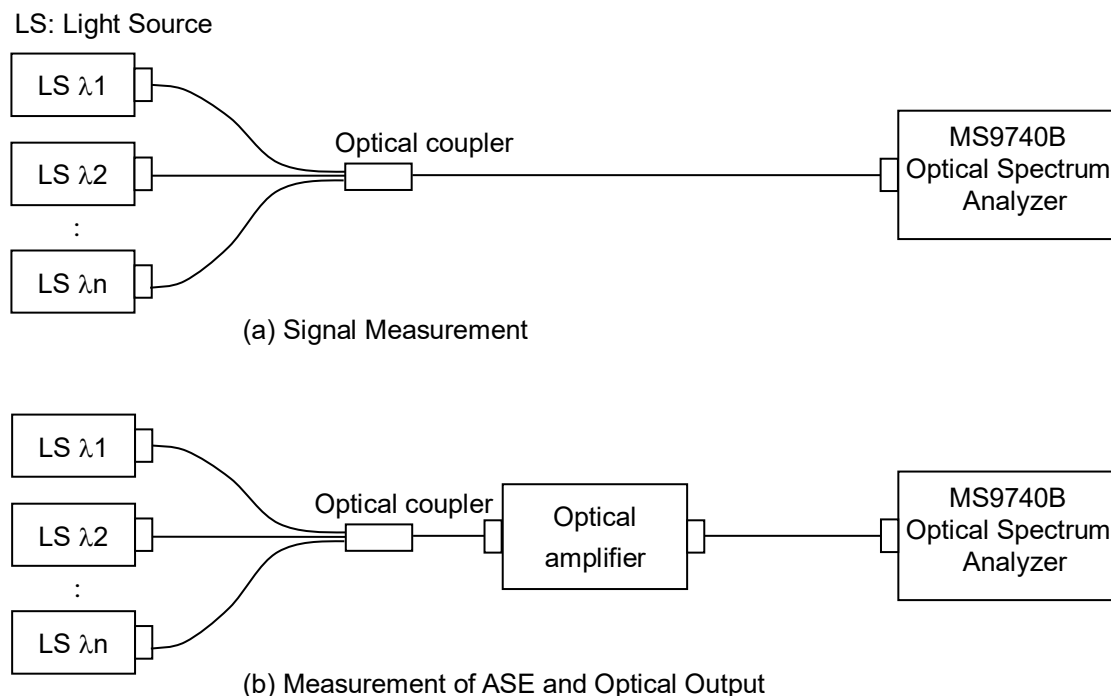 LS: Light Source
LS λ1
LS λ2
:
LS λn
Optical coupler
MS9740B
Optical Spectrum
Analyzer
(a) Signal Measurement
LS λ1
LS λ2
:
LS λn
Optical coupler
Optical
amplifier
MS9740B
Optical Spectrum
Analyzer
(b) Measurement of ASE and Optical Output